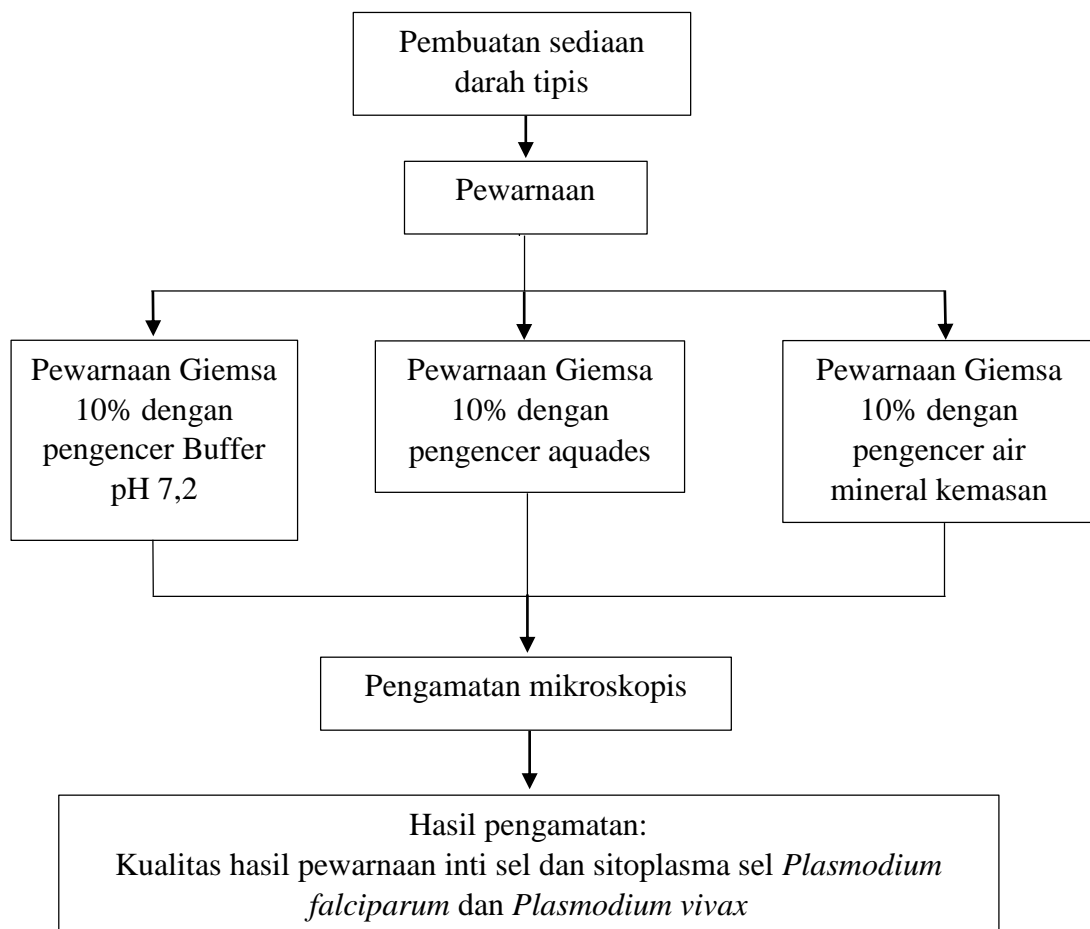 Pembuatan sediaan
darah tipis
Pewarnaan
Pewarnaan Giemsa
10% dengan
pengencer Buffer
pH 7,2
Pewarnaan Giemsa
10% dengan
pengencer aquades
Pewarnaan Giemsa
10% dengan
pengencer air
mineral kemasan
Pengamatan mikroskopis
Hasil pengamatan:
Kualitas hasil pewarnaan inti sel dan sitoplasma sel Plasmodium
falciparum dan Plasmodium vivax